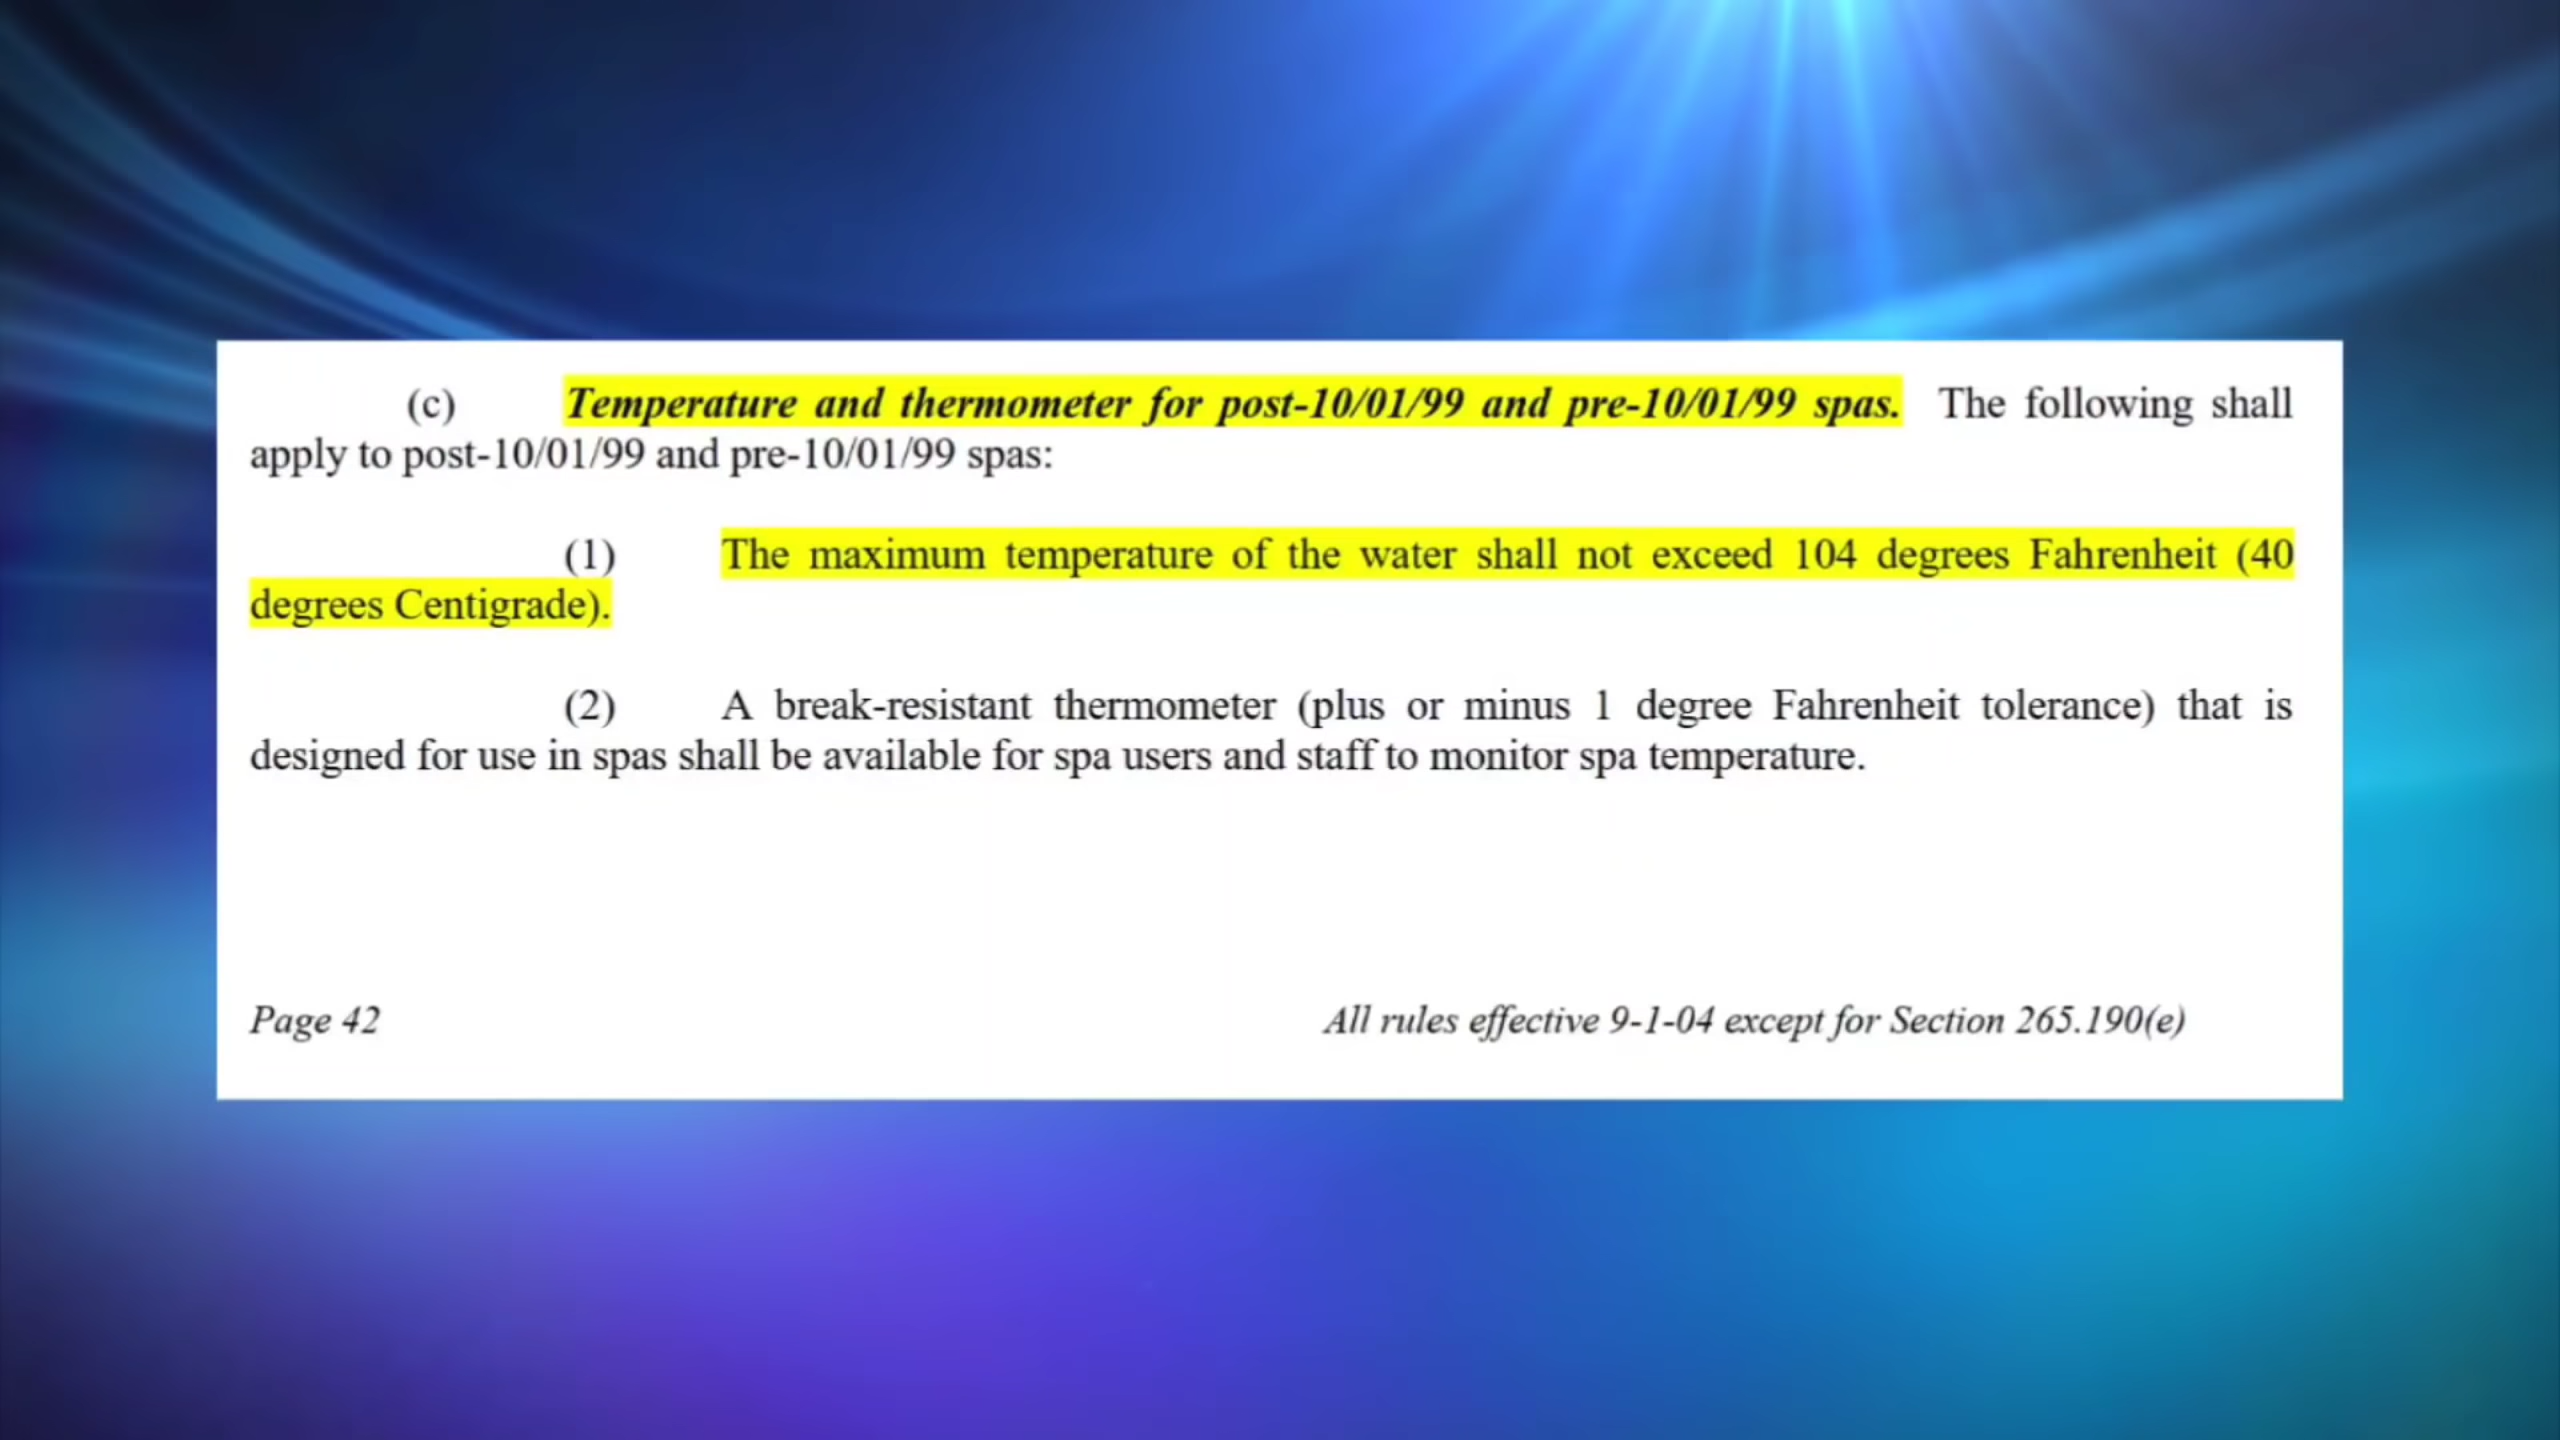 (c) Temperature and thermometer for post-10/01/99 and pre-10/01/99 spas. The following shall
apply to post-10/01/99 and pre-10/01/99 spas:
(1) The maximum temperature of the water shall not exceed 104 degrees Fahrenheit (40
degrees Centigrade).
(2) A break-resistant thermometer (plus or minus 1 degree Fahrenheit tolerance) that is
designed for use in spas shall be available for spa users and staff to monitor spa temperature.
Page 42 All rules effective 9-1-04 except for Section 265.190(e)